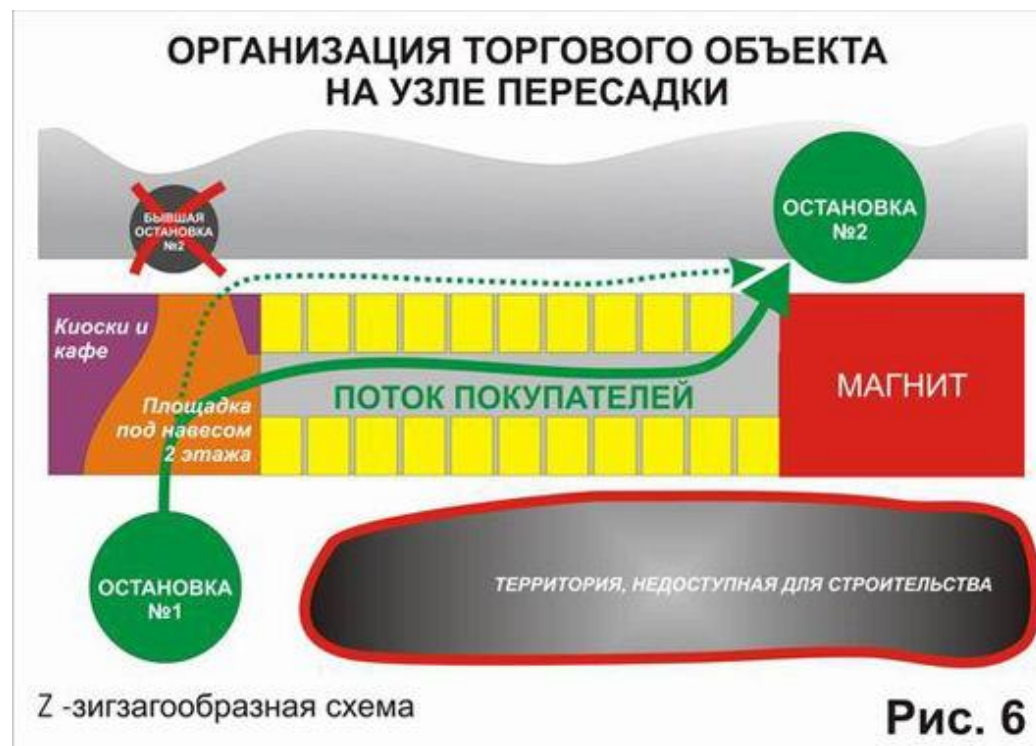 ОРГАНИЗАЦИЯ ТОРГОВОГО ОБЪЕКТА
НА УЗЛЕ ПЕРЕСАДКИ
БЫВШАЯ
ОСТАНОВКА
№2
ОСТАНОВКА
№2
Киоски и
кафе
ПОТОК ПОКУПАТЕЛЕЙ
МАГНИТ
Площадка
под навесом
2 этажа
ОСТАНОВКА
№1
ТЕРРИТОРИЯ, НЕДОСТУПНАЯ ДЛЯ СТРОИТЕЛЬСТВА
Z -зигзагообразная схема
Рис. 6